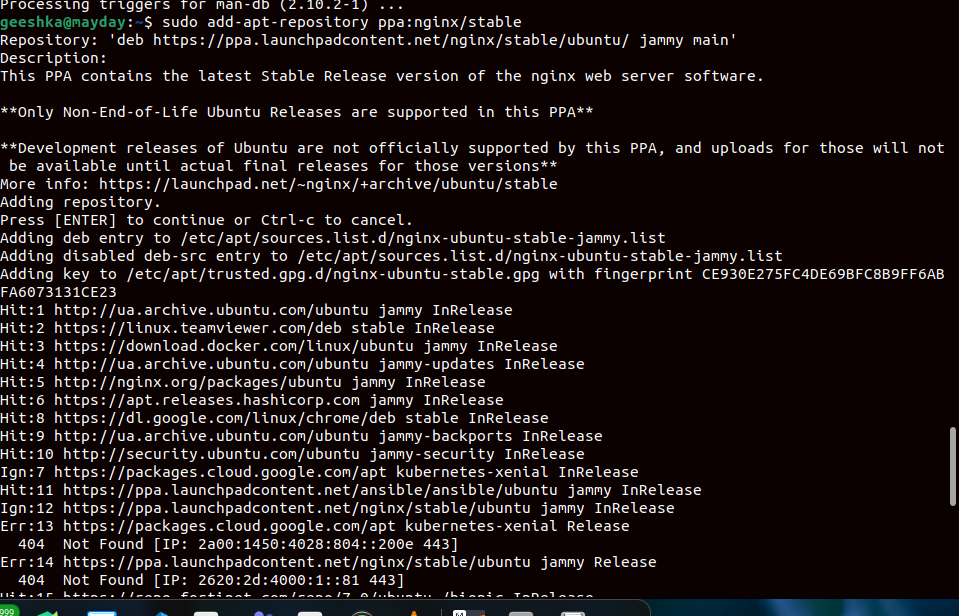 Processing triggers for man-db (2.10.2-1) ...
geeshka@mayday:~$ sudo add-apt-repository ppa:nginx/stable
Repository: 'deb https://ppa.launchpadcontent.net/nginx/stable/ubuntu/ jammy main'
Description:
This PPA contains the latest Stable Release version of the nginx web server software.
**Only Non-End-of-Life Ubuntu Releases are supported in this PPA**
**Development releases of Ubuntu are not officially supported by this PPA, and uploads for those will not
 be available until actual final releases for those versions**
More info: https://launchpad.net/~nginx/+archive/ubuntu/stable
Adding repository.
Press [ENTER] to continue or Ctrl-c to cancel.
Adding deb entry to /etc/apt/sources.list.d/nginx-ubuntu-stable-jammy.list
Adding disabled deb-src entry to /etc/apt/sources.list.d/nginx-ubuntu-stable-jammy.list
Adding key to /etc/apt/trusted.gpg.d/nginx-ubuntu-stable.gpg with fingerprint CE930E275FC4DE69BFC8B9FF6AB
FA6073131CE23
Hit:1 http://ua.archive.ubuntu.com/ubuntu jammy InRelease
Hit:2 https://linux.teamviewer.com/deb stable InRelease
Hit:3 https://download.docker.com/linux/ubuntu jammy InRelease
Hit:4 http://ua.archive.ubuntu.com/ubuntu jammy-updates InRelease
Hit:5 http://nginx.org/packages/ubuntu jammy InRelease
Hit:6 https://apt.releases.hashicorp.com jammy InRelease
Hit:8 https://dl.google.com/linux/chrome/deb stable InRelease
Hit:9 http://ua.archive.ubuntu.com/ubuntu jammy-backports InRelease
Hit:10 http://security.ubuntu.com/ubuntu jammy-security InRelease
Ign:7 https://packages.cloud.google.com/apt kubernetes-xenial InRelease
Hit:11 https://ppa.launchpadcontent.net/ansible/ansible/ubuntu jammy InRelease
Ign:12 https://ppa.launchpadcontent.net/nginx/stable/ubuntu jammy InRelease
Err:13 https://packages.cloud.google.com/apt kubernetes-xenial Release
  404  Not Found [IP: 2a00:1450:4028:804::200e 443]
Err:14 https://ppa.launchpadcontent.net/nginx/stable/ubuntu jammy Release
  404  Not Found [IP: 2620:2d:4000:1::81 443]
Hit:15 https://repo.fortinet.com/repo/7.0/ubuntu /bionic InRelease